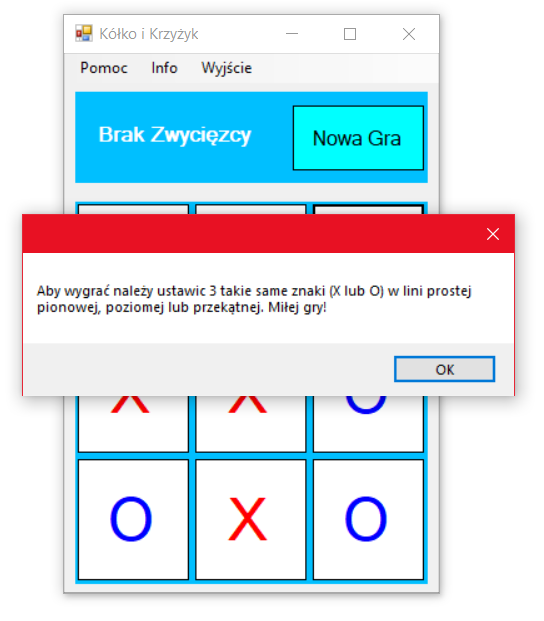 Kółko i Krzyżyk
Pomoc Info Wyjście
Brak Zwycięzcy
Nowa Gra
Aby wygrać należy ustawic 3 takie same znaki (X lub O) w lini prostej
pionowej, poziomej lub przekątnej. Miłej gry!
OK
X X O
O X O